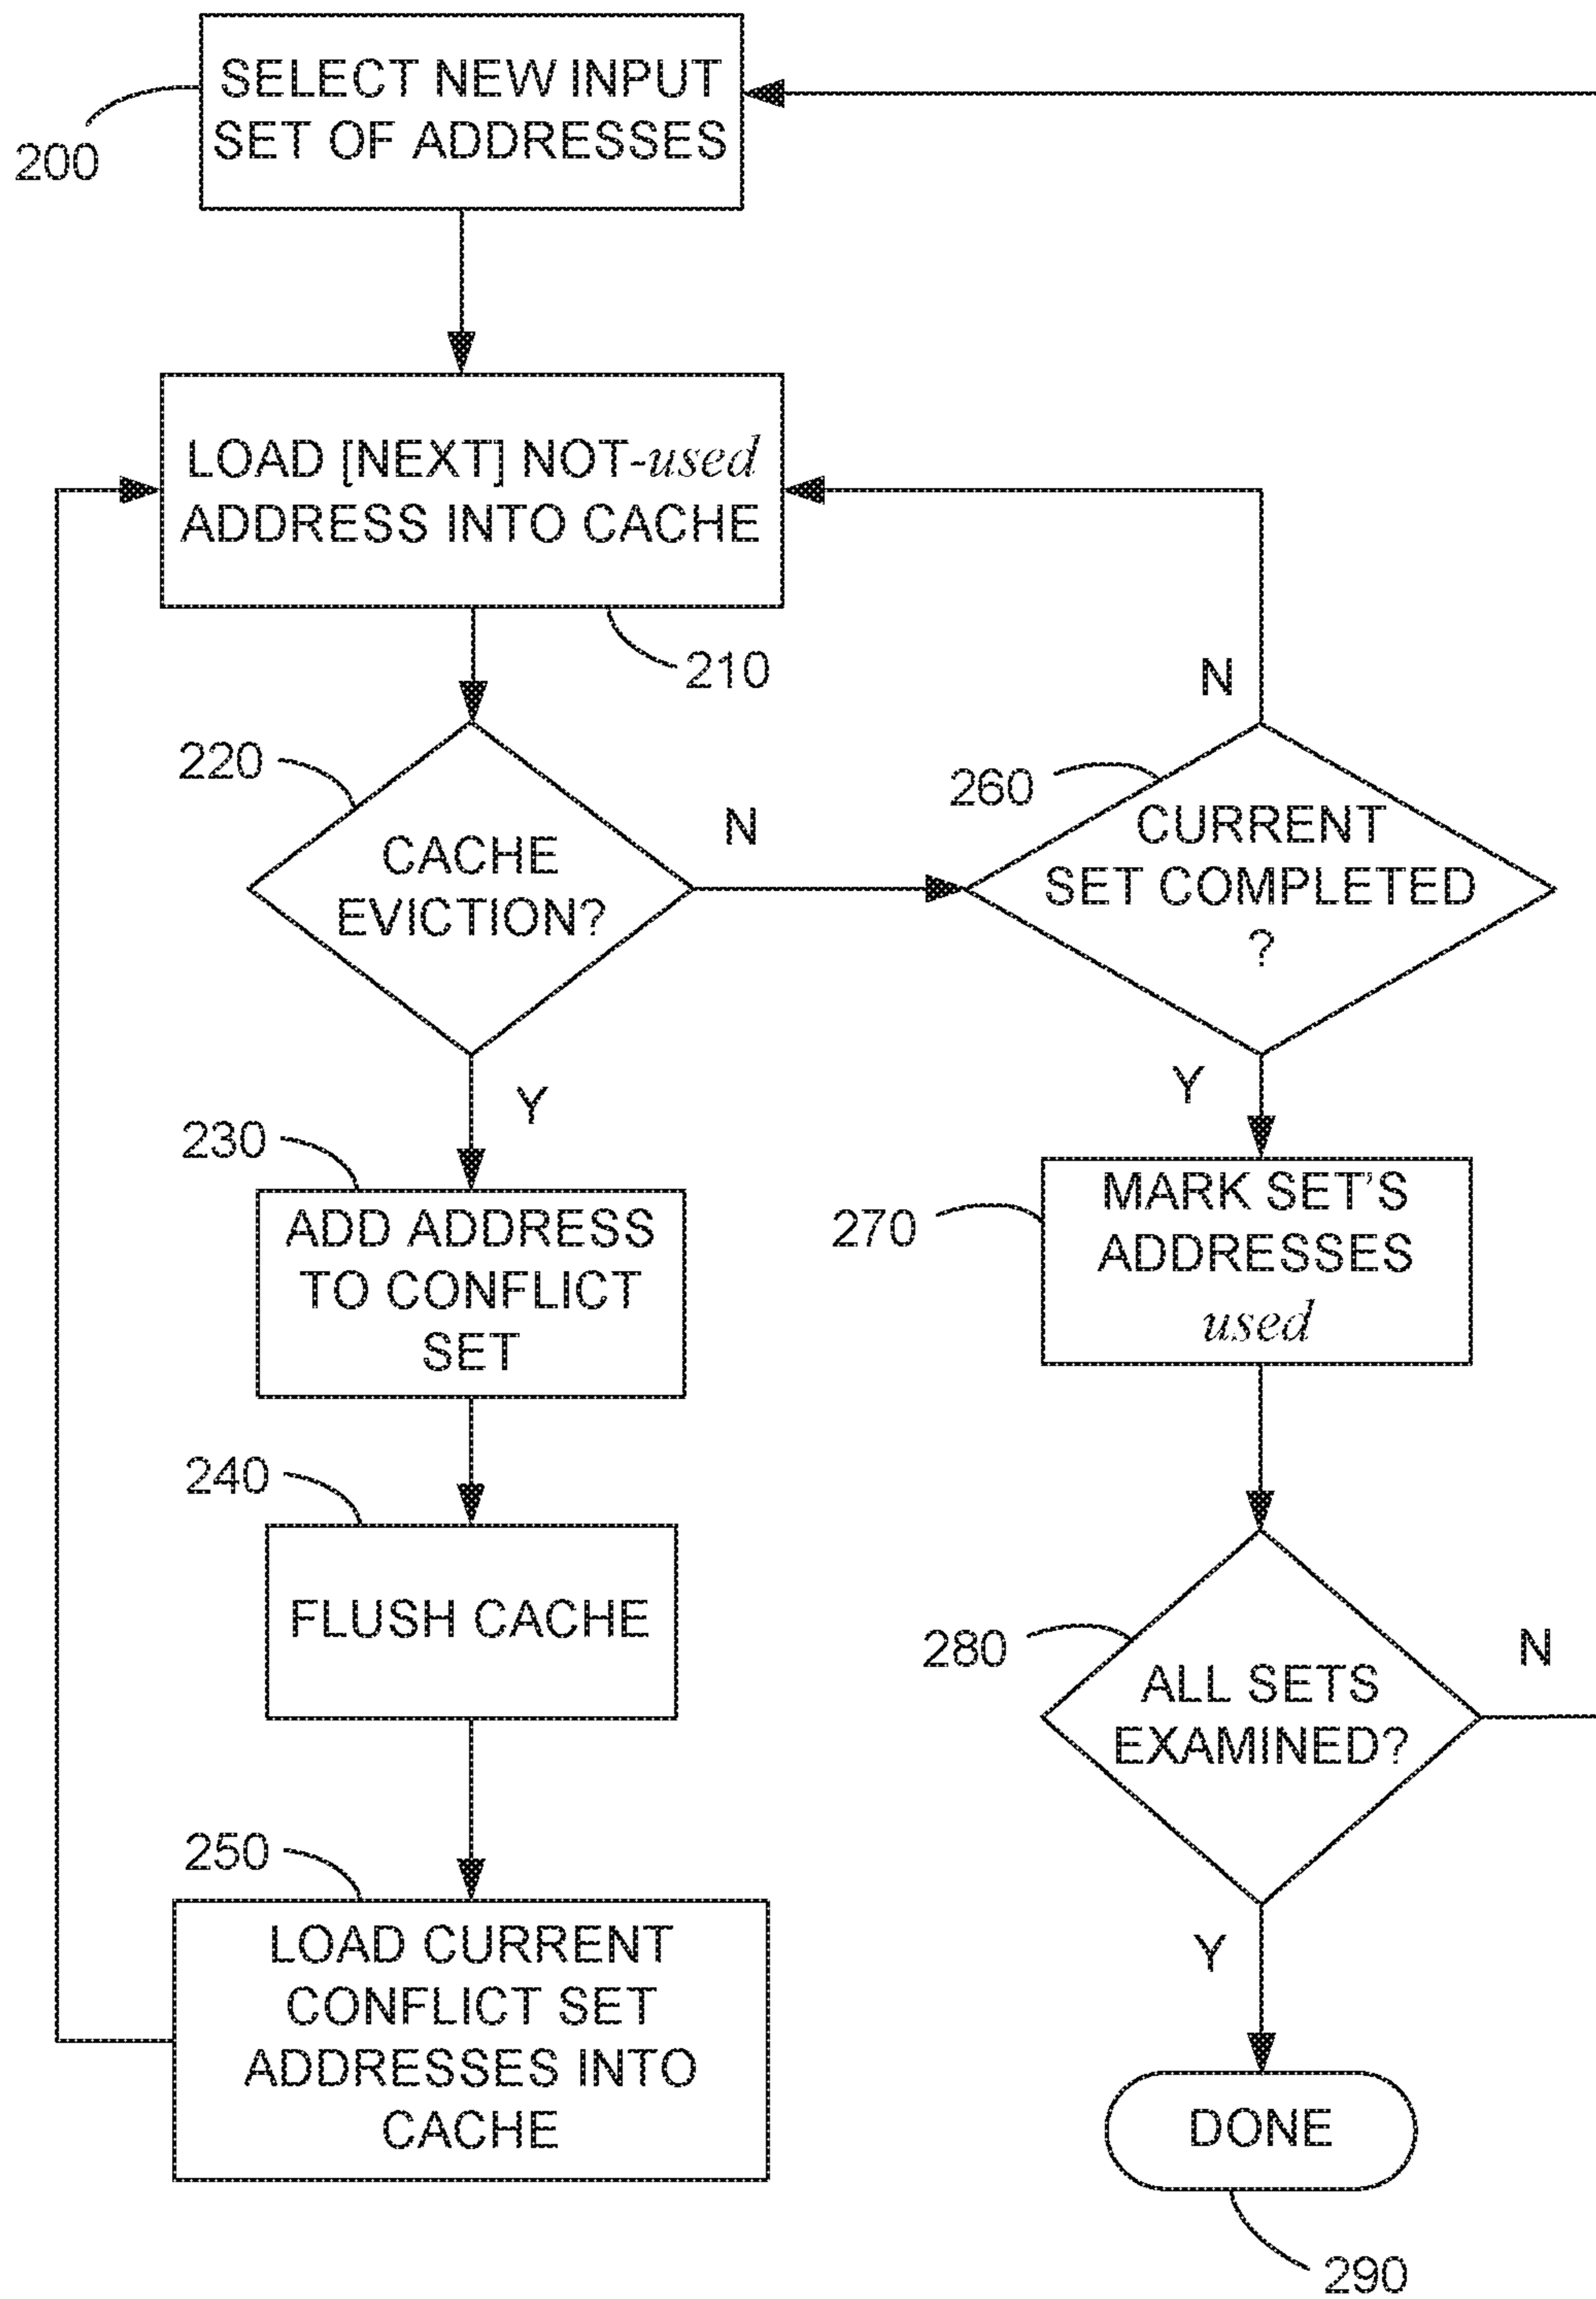 SELECT NEW INPUT
SET OF ADDRESSES
200
LOAD [NEXT] NOT-used
ADDRESS INTO CACHE
210
N
220
260
CACHE
EVICTION?
N
CURRENT
SET COMPLETED
?
Y
Y
230
ADD ADDRESS
TO CONFLICT
SET
270
MARK SET'S
ADDRESSES
used
240
FLUSH CACHE
280
ALL SETS
EXAMINED?
N
250
LOAD CURRENT
CONFLICT SET
ADDRESSES INTO
CACHE
Y
DONE
290